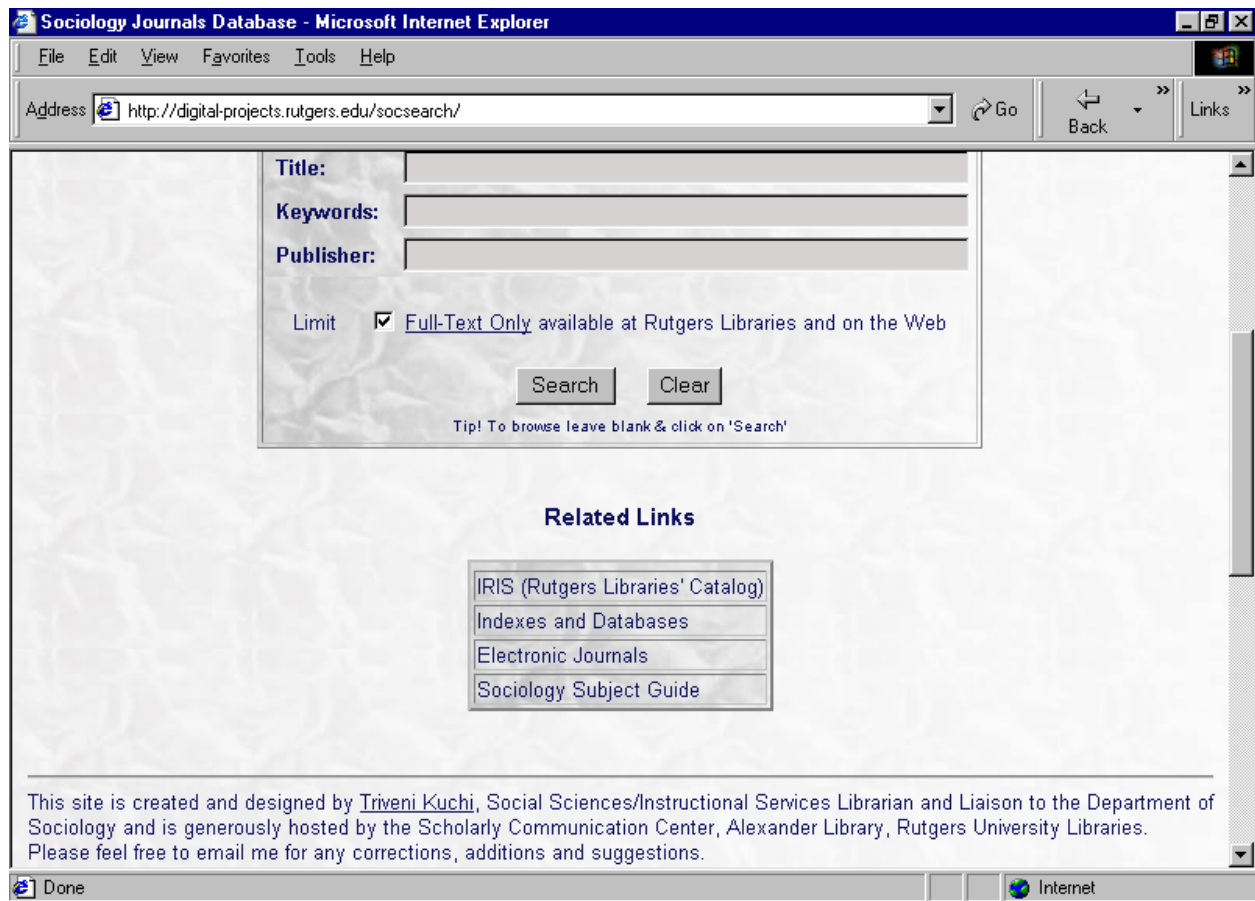 Sociology Journals Database - Microsoft Internet Explorer
File Edit View Favorites Tools Help
Address http://digital-projects.rutgers.edu/socsearch/ Go Back » Links »
Title:
Keywords:
Publisher:
Limit Full-Text Only available at Rutgers Libraries and on the Web
Search Clear
Tip! To browse leave blank & click on 'Search'
Related Links
IRIS (Rutgers Libraries' Catalog)
Indexes and Databases
Electronic Journals
Sociology Subject Guide
This site is created and designed by Triveni Kuchi, Social Sciences/Instructional Services Librarian and Liaison to the Department of
Sociology and is generously hosted by the Scholarly Communication Center, Alexander Library, Rutgers University Libraries.
Please feel free to email me for any corrections, additions and suggestions.
Done Internet